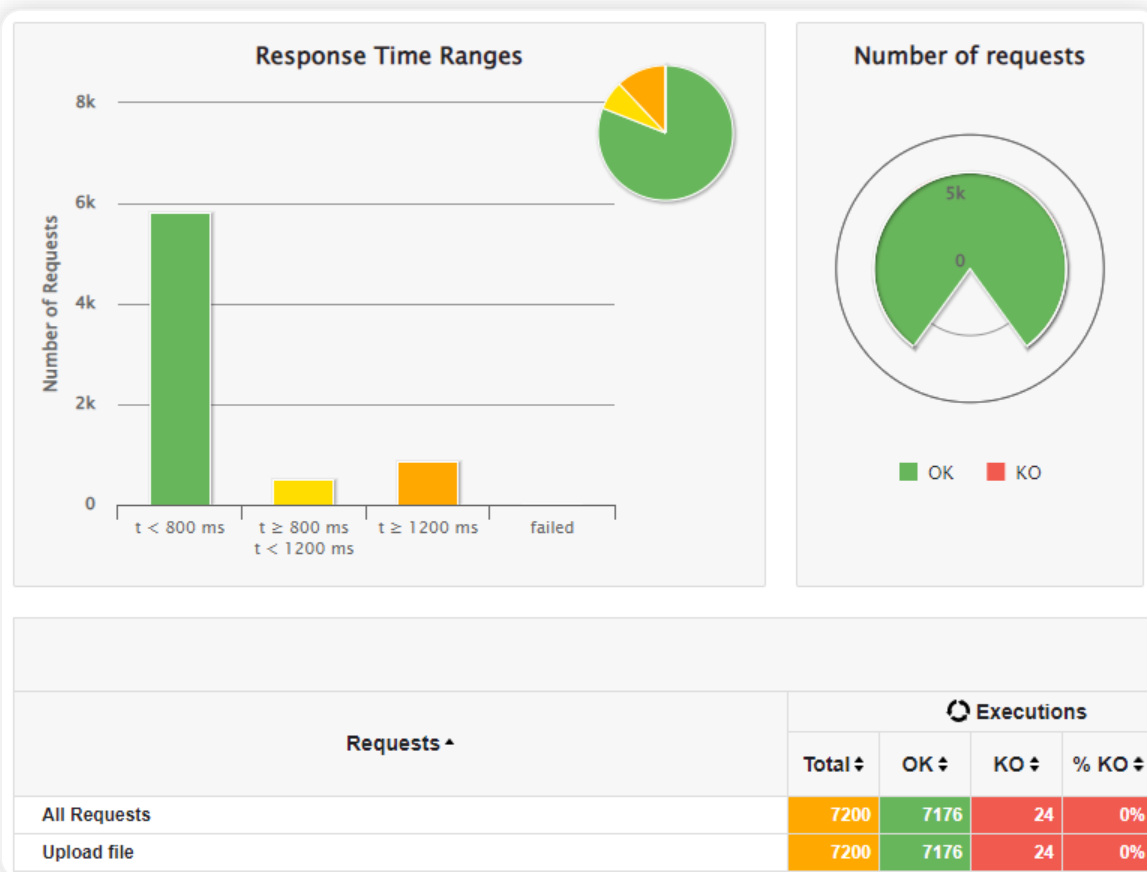 Response Time Ranges
8k
6k
4k
2k
0
Number of Requests
t < 800 ms
t ≥ 800 ms
t < 1200 ms
t ≥ 1200 ms
failed
Number of requests
5k
0
OK
KO
Requests
Executions
Total
OK
KO
% KO
All Requests 7200 7176 24 0%
Upload file 7200 7176 24 0%